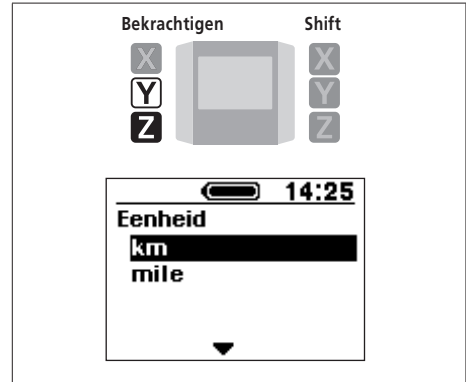 Bekrachtigen Shift
X X
Y Y
Z Z
14:25
Eenheid
km
mile